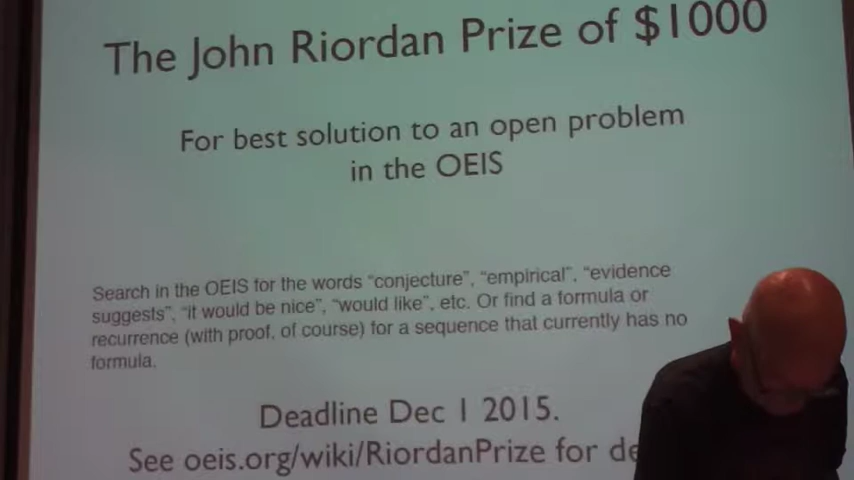 The John Riordan Prize of $1000
For best solution to an open problem
in the OEIS
Search in the OEIS for the words “conjecture”, “empirical”, “evidence
suggests”, “it would be nice”, “would like”, etc. Or find a formula or
recurrence (with proof, of course) for a sequence that currently has no
formula.
Deadline Dec 1 2015.
See oeis.org/wiki/RiordanPrize for